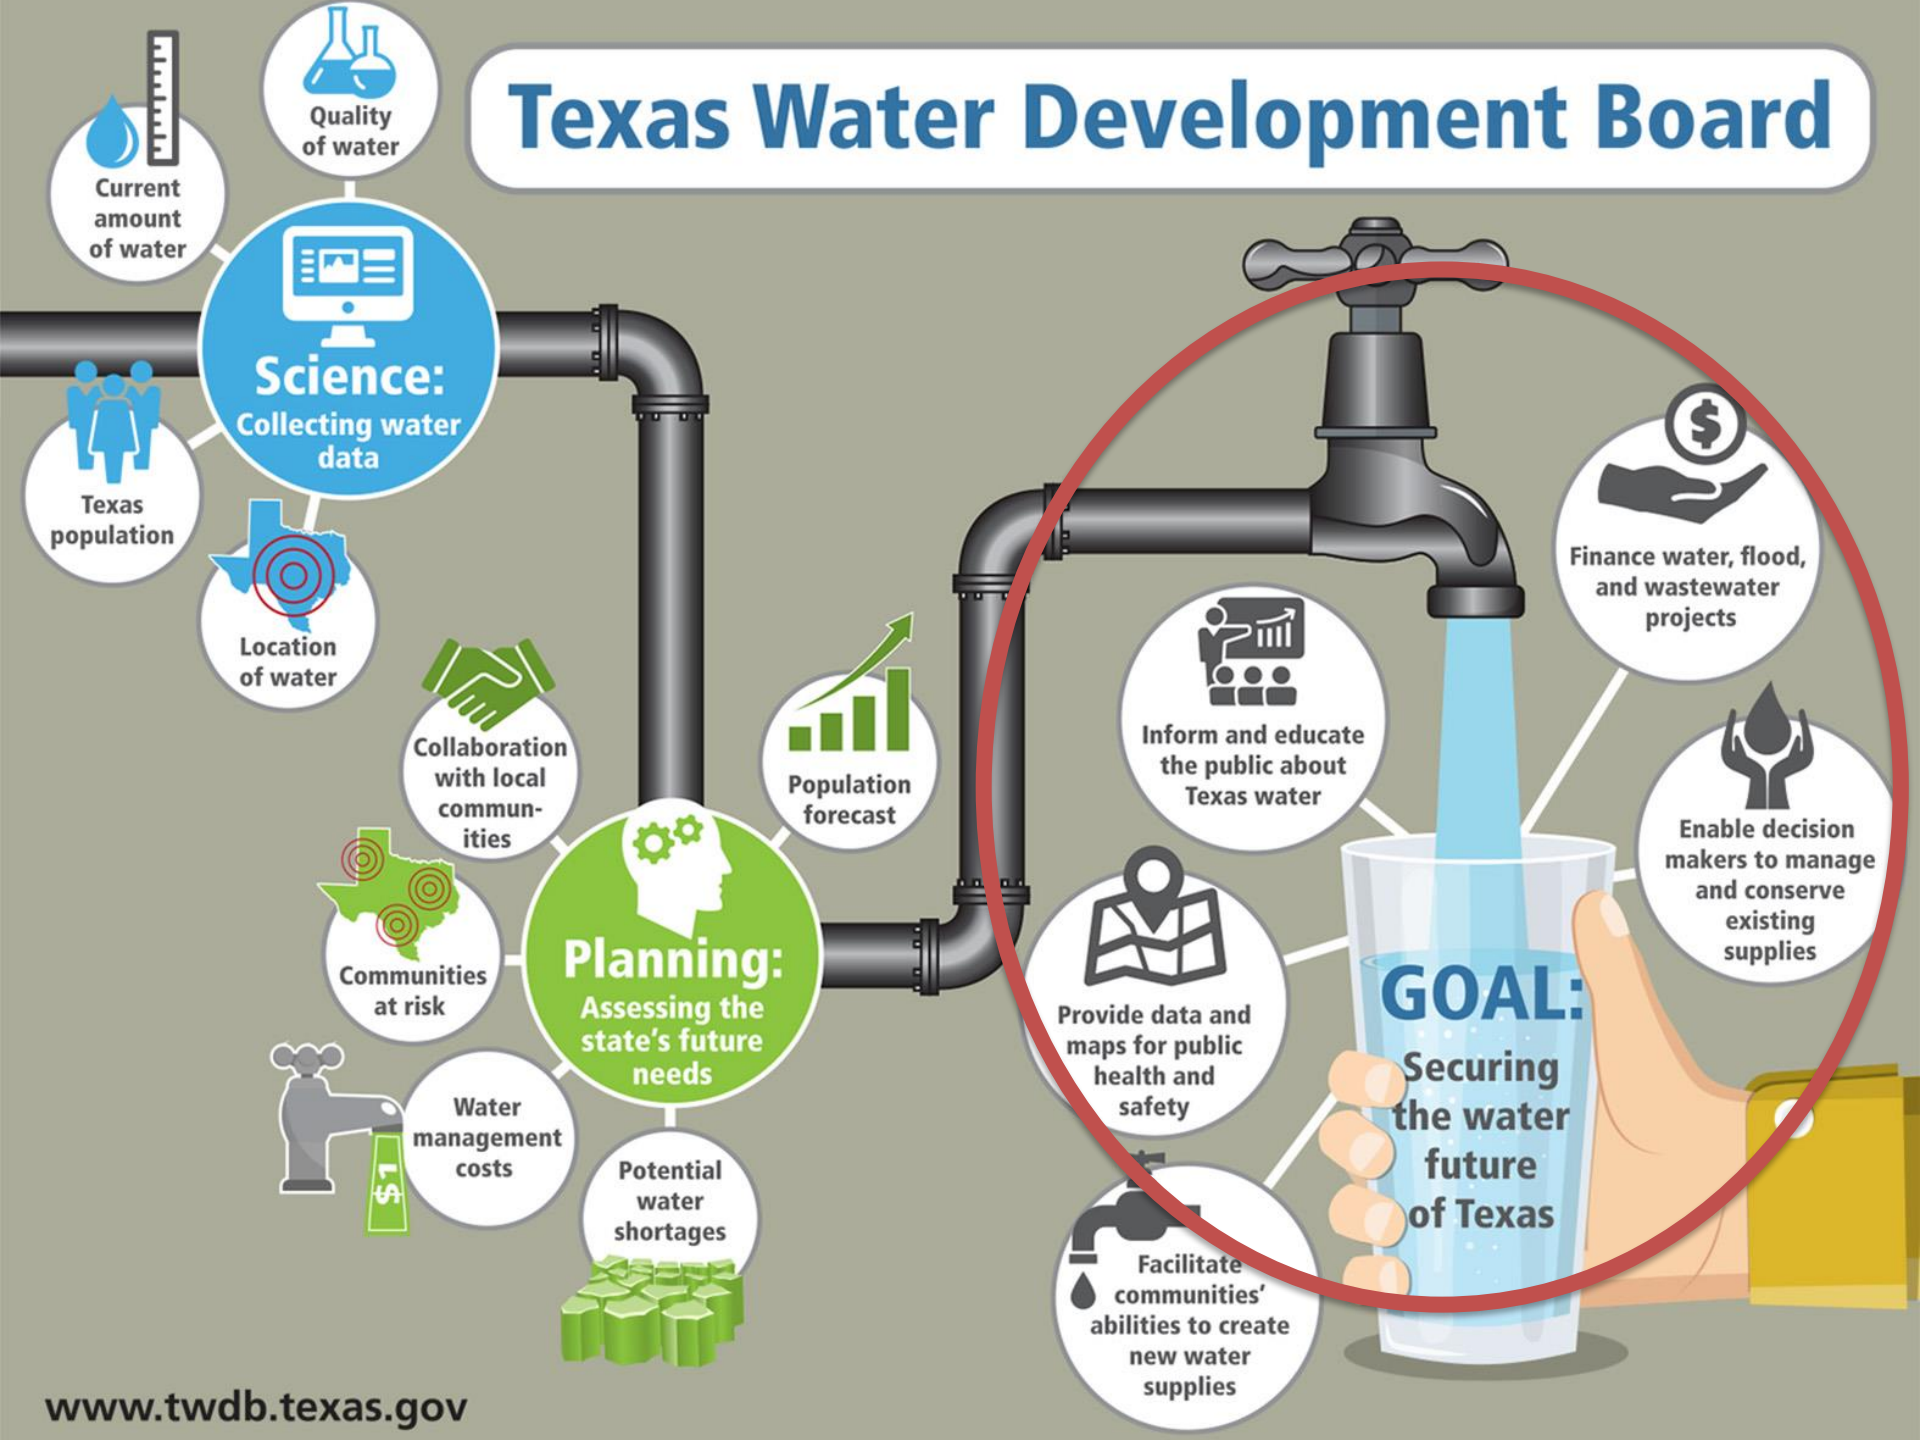 Texas Water Development Board
Quality
of water
Current
amount
of water
Science:
Collecting water
data
Texas
population
Location
of water
Collaboration
with local
commun-
ities
Population
forecast
Communities
at risk
Planning:
Assessing the
state's future
needs
Water
management
costs
$1
Potential
water
shortages
$
Finance water, flood,
and wastewater
projects
Inform and educate
the public about
Texas water
Enable decision
makers to manage
and conserve
existing
supplies
Provide data and
maps for public
health and
safety
GOAL:
Securing
the water
future
of Texas
Facilitate
communities'
abilities to create
new water
supplies
www.twdb.texas.gov